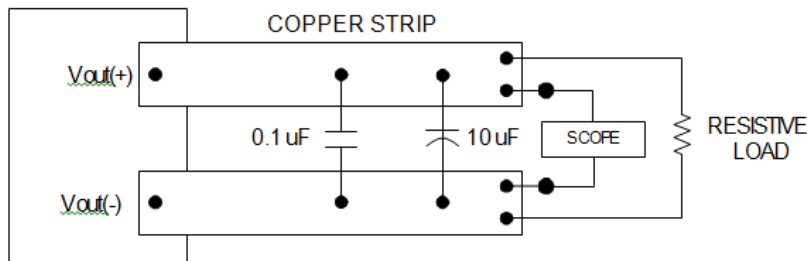 COPPER STRIP
Vout(+)
0.1 uF
10 uF
SCOPE
RESISTIVE
LOAD
Vout(-)